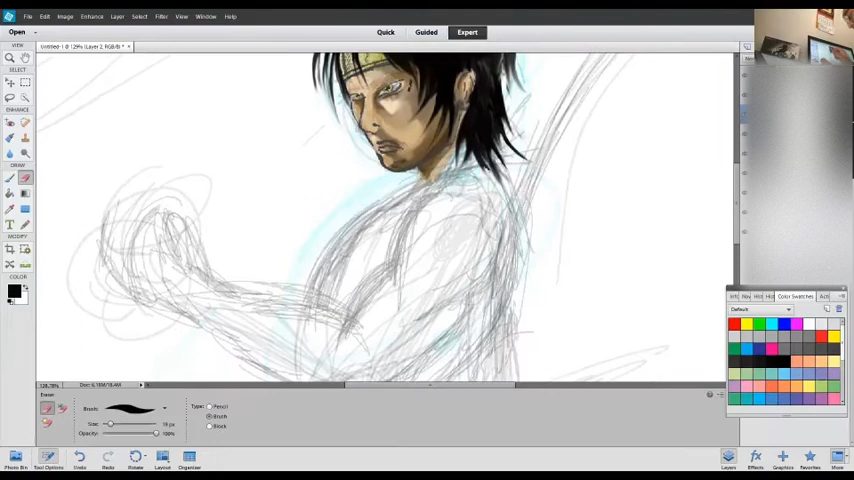 File Edit Image Enhance Layer Select Filter View Window Help
Open Quick Guided Expert
VIEW
SELECT
ENHANCE
DRAW
MODIFY
COLOR
Color Swatches
Default
Eraser
Brush:
Size: 19 px
Opacity: 100%
Type: Pencil
Brush
Block
Photo Bin Tool Options Undo Redo Rotate Layout Organizer Layers Effects Graphics Favorites More